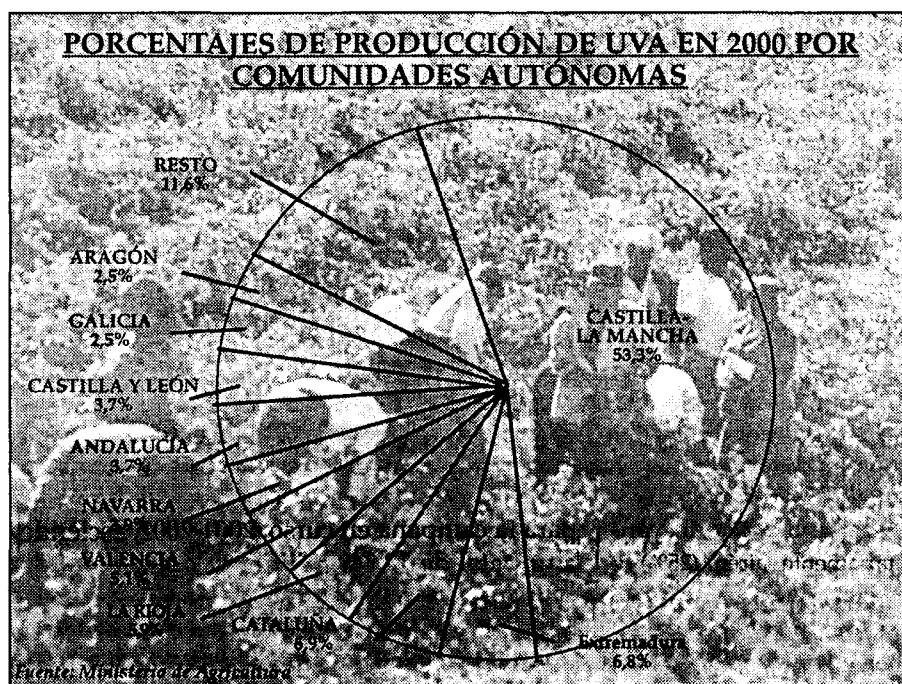 PORCENTAJES DE PRODUCCIÓN DE UVA EN 2000 POR
COMUNIDADES AUTÓNOMAS
RESTO
11,6%
ARAGÓN
2,5%
GALICIA
2,5%
CASTILLA Y LEÓN
3,7%
ANDALUCÍA
3,7%
NAVARRA
VALENCIA
5,1%
LA RIOJA
CATALUÑA
6,9%
Extremadura
6,8%
CASTILLA-
LA MANCHA
53,3%
Fuente: Ministerio de Agricultura